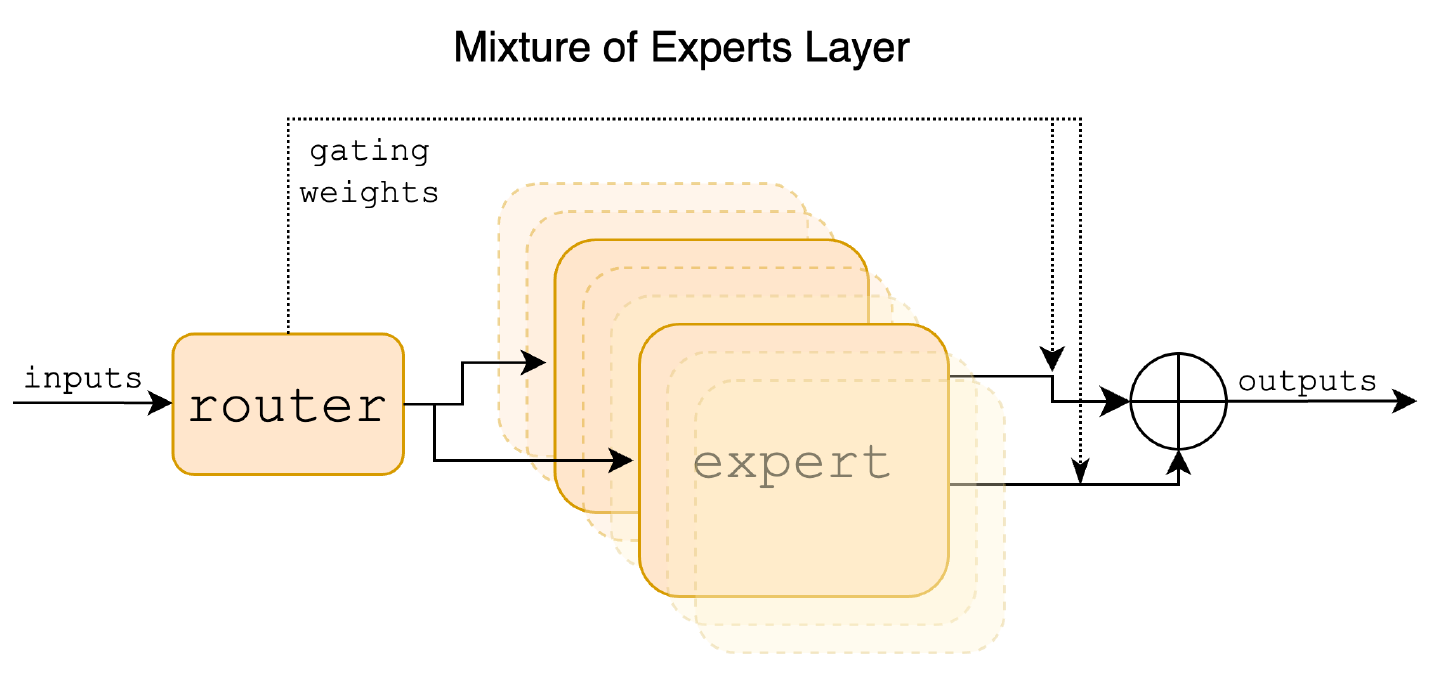 Mixture of Experts Layer
gating
weights
inputs
router
expert
outputs